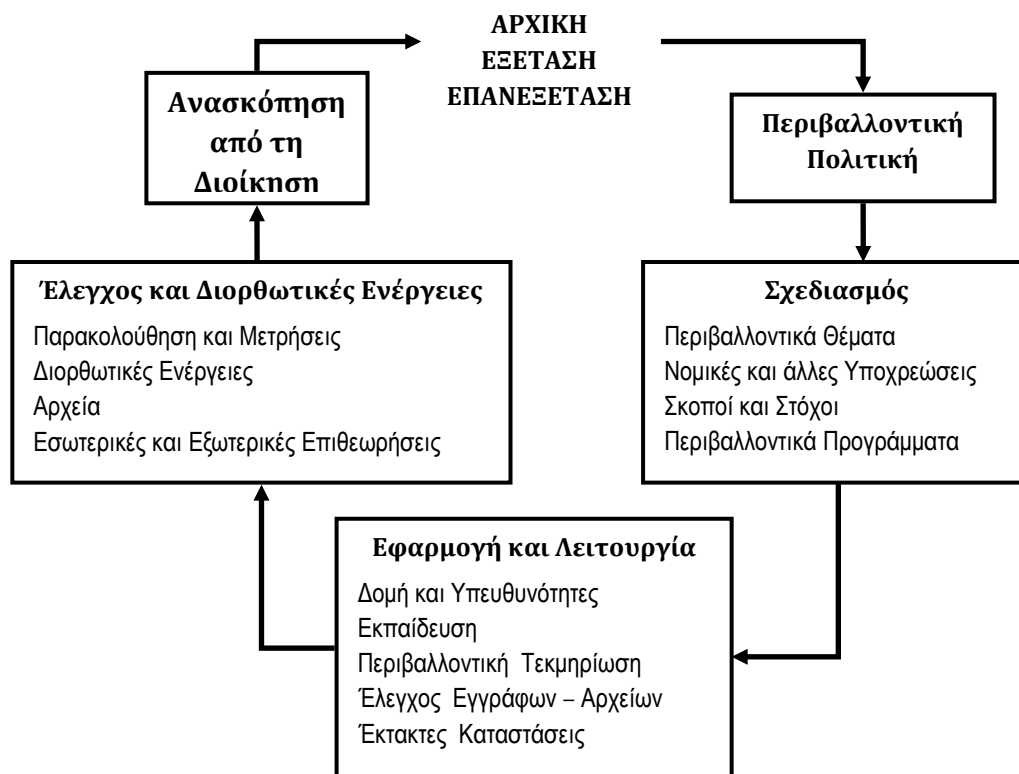 ΑΡΧΙΚΗ
ΕΞΕΤΑΣΗ
ΕΠΑΝΕΞΕΤΑΣΗ
Περιβαλλοντική
Πολιτική
Σχεδιασμός
Περιβαλλοντικά Θέματα
Νομικές και άλλες Υποχρεώσεις
Σκοποί και Στόχοι
Περιβαλλοντικά Προγράμματα
Εφαρμογή και Λειτουργία
Δομή και Υπευθυνότητες
Εκπαίδευση
Περιβαλλοντική Τεκμηρίωση
Έλεγχος Εγγράφων – Αρχείων
Έκτακτες Καταστάσεις
Έλεγχος και Διορθωτικές Ενέργειες
Παρακολούθηση και Μετρήσεις
Διορθωτικές Ενέργειες
Αρχεία
Εσωτερικές και Εξωτερικές Επιθεωρήσεις
Ανασκόπηση
από τη
Διοίκηση